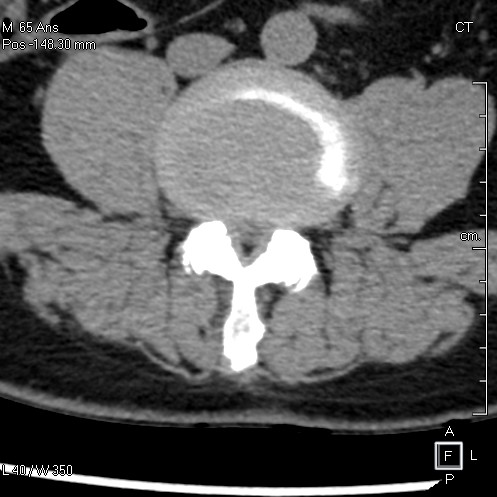 M 65 Ans
CT
Pos -148.30 mm
cm.
A
F L
L 40 / W 350
P